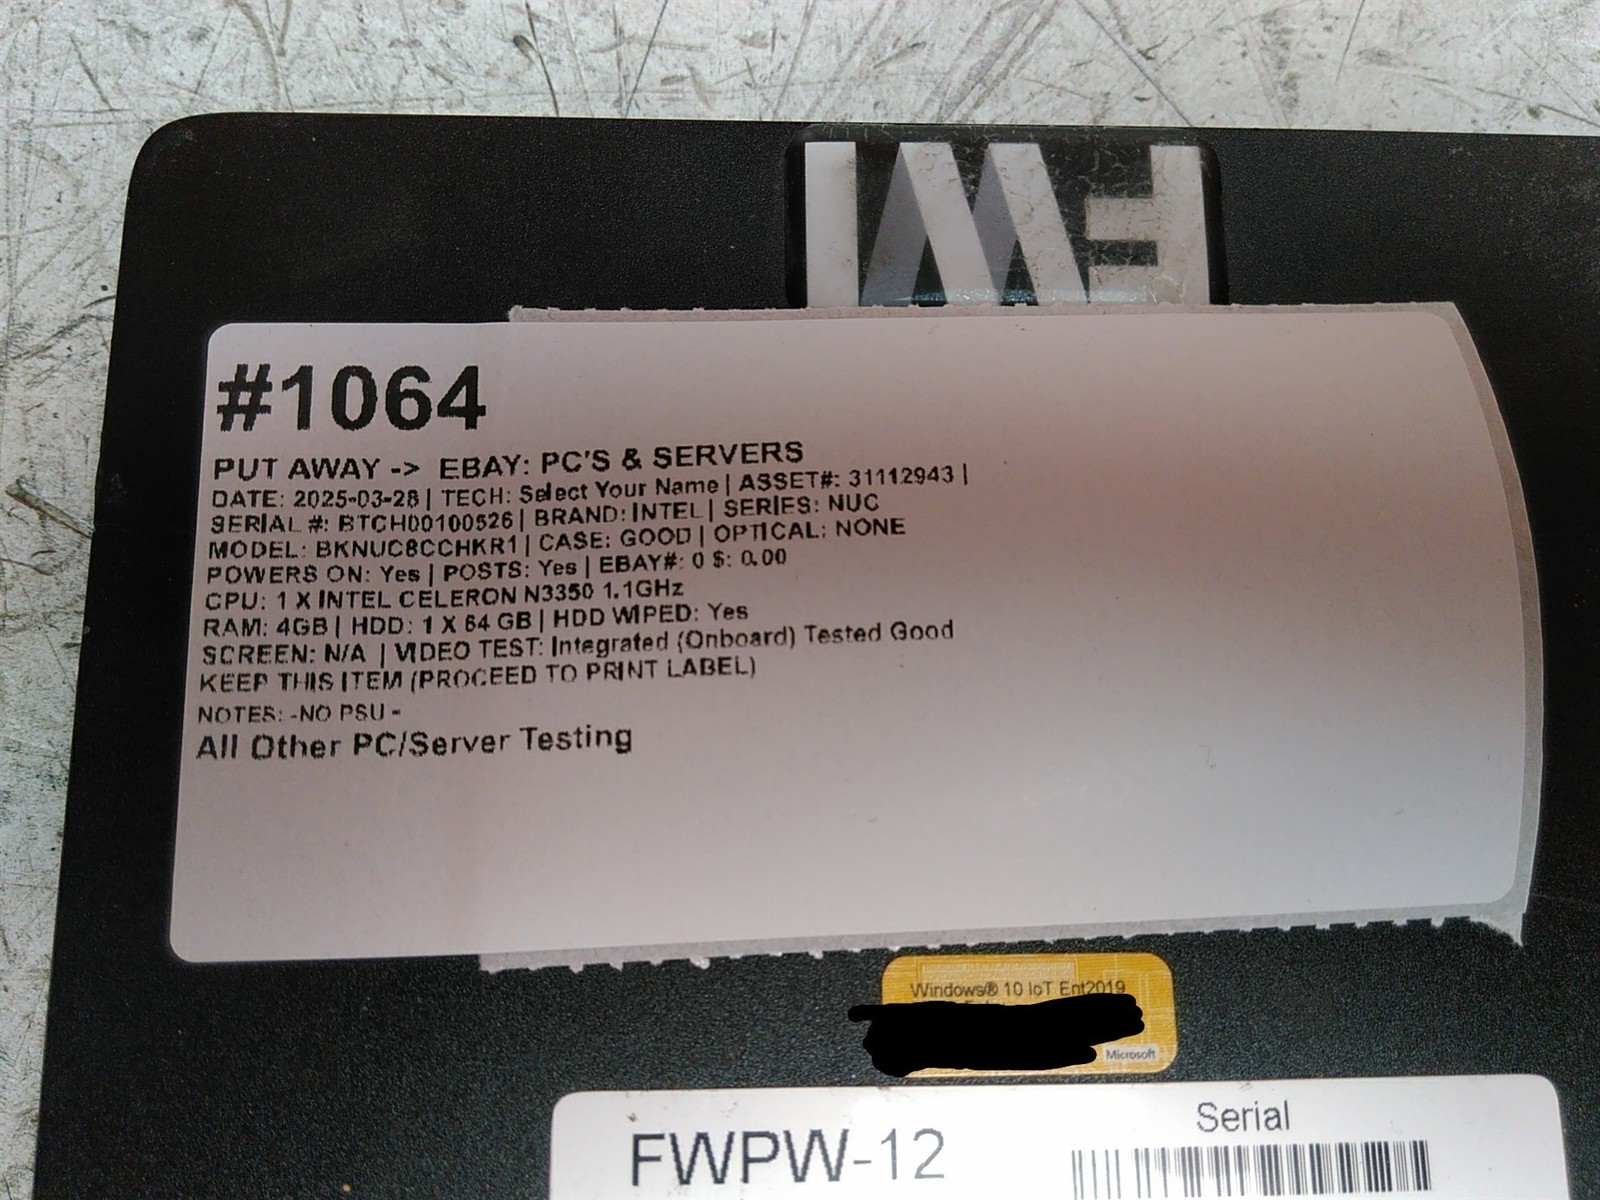 #1064
PUT AWAY -> EBAY: PC'S & SERVERS
DATE: 2025-03-28 | TECH: Select Your Name | ASSET#: 31112943 |
SERIAL #: BTCH00100526 | BRAND: INTEL | SERIES: NUC
MODEL: BKNUC8CCHKR1 | CASE: GOOD | OPTICAL: NONE
POWERS ON: Yes | POSTS: Yes | EBAY#: 0 $: 0.00
CPU: 1 X INTEL CELERON N3350 1.1GHz
RAM: 4GB | HDD: 1 X 64 GB | HDD WIPED: Yes
SCREEN: N/A | VIDEO TEST: Integrated (Onboard) Tested Good
KEEP THIS ITEM (PROCEED TO PRINT LABEL)
NOTES: -NO PSU -
All Other PC/Server Testing
Windows® 10 IoT Ent2019
Microsoft
Serial
FWPW-12